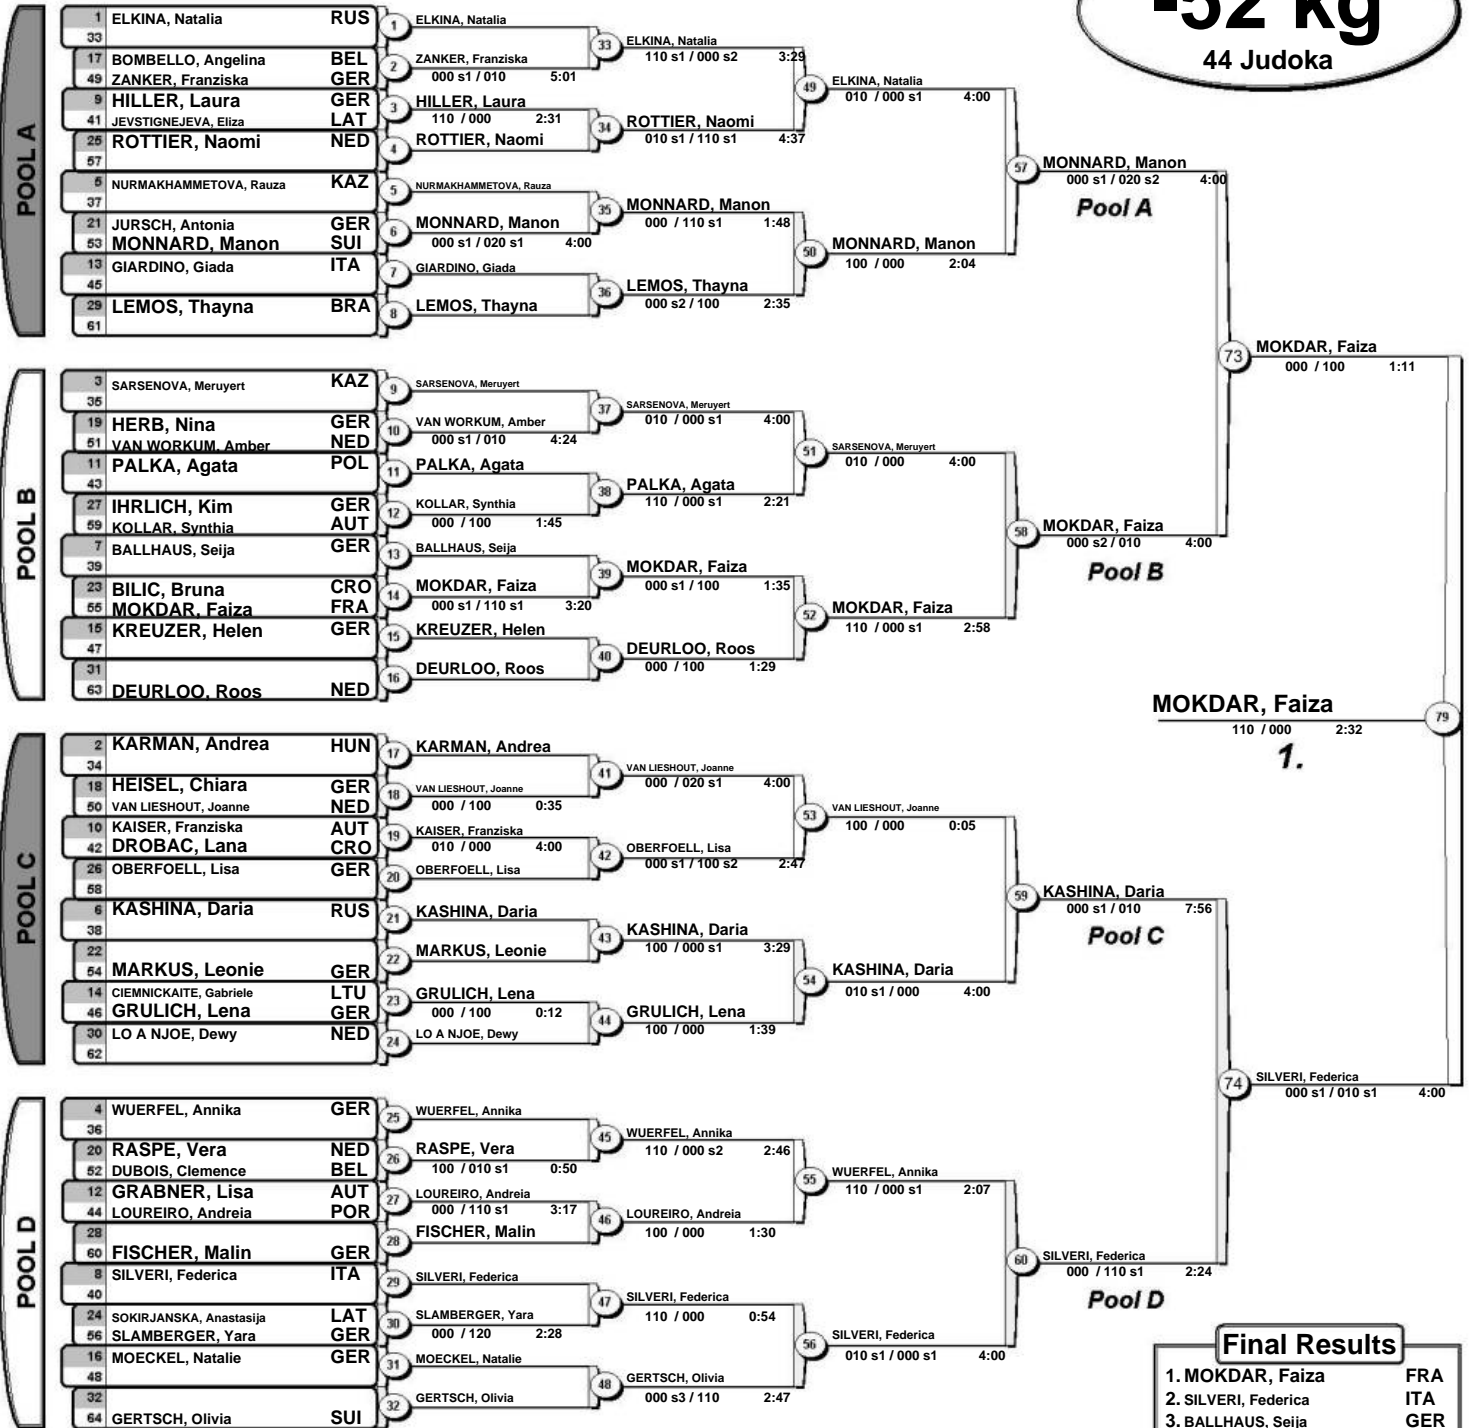 -52 kg
44 Judoka
POOL A
1 ELKINA, Natalia RUS
33
17 BOMBELLO, Angelina BEL
49 ZANKER, Franziska GER
9 HILLER, Laura GER
41 JEVSTIGNEJEVA, Eliza LAT
25 ROTTIER, Naomi NED
57
5 NURMAKHAMMETOVA, Rauza KAZ
37
21 JURSCH, Antonia GER
53 MONNARD, Manon SUI
13 GIARDINO, Giada ITA
45
29 LEMOS, Thayna BRA
61
1 ELKINA, Natalia
2 ZANKER, Franziska
000 s1 / 010 5:01
3 HILLER, Laura
110 / 000 2:31
4 ROTTIER, Naomi
5 NURMAKHAMMETOVA, Rauza
6 MONNARD, Manon
000 s1 / 020 s1 4:00
7 GIARDINO, Giada
8 LEMOS, Thayna
33 ELKINA, Natalia
110 s1 / 000 s2 3:29
34 ROTTIER, Naomi
010 s1 / 110 s1 4:37
35 MONNARD, Manon
000 / 110 s1 1:48
36 LEMOS, Thayna
000 s2 / 100 2:35
49 ELKINA, Natalia
010 / 000 s1 4:00
50 MONNARD, Manon
100 / 000 2:04
57 MONNARD, Manon
000 s1 / 020 s2 4:00
Pool A
POOL B
3 SARSENOVA, Meruyert KAZ
35
19 HERB, Nina GER
51 VAN WORKUM, Amber NED
11 PALKA, Agata POL
43
27 IHRLICH, Kim GER
59 KOLLAR, Synthia AUT
7 BALLHAUS, Seija GER
39
23 BILIC, Bruna CRO
55 MOKDAR, Faiza FRA
15 KREUZER, Helen GER
47
31
63 DEURLOO, Roos NED
9 SARSENOVA, Meruyert
10 VAN WORKUM, Amber
000 s1 / 010 4:24
11 PALKA, Agata
12 KOLLAR, Synthia
000 / 100 1:45
13 BALLHAUS, Seija
14 MOKDAR, Faiza
000 s1 / 110 s1 3:20
15 KREUZER, Helen
16 DEURLOO, Roos
37 SARSENOVA, Meruyert
010 / 000 s1 4:00
38 PALKA, Agata
110 / 000 s1 2:21
39 MOKDAR, Faiza
000 s1 / 100 1:35
40 DEURLOO, Roos
000 / 100 1:29
51 SARSENOVA, Meruyert
010 / 000 4:00
52 MOKDAR, Faiza
110 / 000 s1 2:58
58 MOKDAR, Faiza
000 s2 / 010 4:00
Pool B
73 MOKDAR, Faiza
000 / 100 1:11
MOKDAR, Faiza 79
110 / 000 2:32
1.
POOL C
2 KARMAN, Andrea HUN
34
18 HEISEL, Chiara GER
50 VAN LIESHOUT, Joanne NED
10 KAISER, Franziska AUT
42 DROBAC, Lana CRO
26 OBERFOELL, Lisa GER
58
6 KASHINA, Daria RUS
38
22
54 MARKUS, Leonie GER
14 CIEMNICKAITE, Gabriele LTU
46 GRULICH, Lena GER
30 LO A NJOE, Dewy NED
62
17 KARMAN, Andrea
18 VAN LIESHOUT, Joanne
000 / 100 0:35
19 KAISER, Franziska
010 / 000 4:00
20 OBERFOELL, Lisa
21 KASHINA, Daria
22 MARKUS, Leonie
23 GRULICH, Lena
000 / 100 0:12
24 LO A NJOE, Dewy
41 VAN LIESHOUT, Joanne
000 / 020 s1 4:00
42 OBERFOELL, Lisa
000 s1 / 100 s2 2:47
43 KASHINA, Daria
100 / 000 s1 3:29
44 GRULICH, Lena
100 / 000 1:39
53 VAN LIESHOUT, Joanne
100 / 000 0:05
54 KASHINA, Daria
010 s1 / 000 4:00
59 KASHINA, Daria
000 s1 / 010 7:56
Pool C
74 SILVERI, Federica
000 s1 / 010 s1 4:00
POOL D
4 WUERFEL, Annika GER
36
20 RASPE, Vera NED
52 DUBOIS, Clemence BEL
12 GRABNER, Lisa AUT
44 LOUREIRO, Andreia POR
28
60 FISCHER, Malin GER
8 SILVERI, Federica ITA
40
24 SOKIRJANSKA, Anastasija LAT
56 SLAMBERGER, Yara GER
16 MOECKEL, Natalie GER
48
32
64 GERTSCH, Olivia SUI
25 WUERFEL, Annika
26 RASPE, Vera
100 / 010 s1 0:50
27 LOUREIRO, Andreia
000 / 110 s1 3:17
28 FISCHER, Malin
29 SILVERI, Federica
30 SLAMBERGER, Yara
000 / 120 2:28
31 MOECKEL, Natalie
32 GERTSCH, Olivia
45 WUERFEL, Annika
110 / 000 s2 2:46
46 LOUREIRO, Andreia
100 / 000 1:30
47 SILVERI, Federica
110 / 000 0:54
48 GERTSCH, Olivia
000 s3 / 110 2:47
55 WUERFEL, Annika
110 / 000 s1 2:07
56 SILVERI, Federica
010 s1 / 000 s1 4:00
60 SILVERI, Federica
000 / 110 s1 2:24
Pool D
Final Results
1. MOKDAR, Faiza FRA
2. SILVERI, Federica ITA
3. BALLHAUS, Seija GER